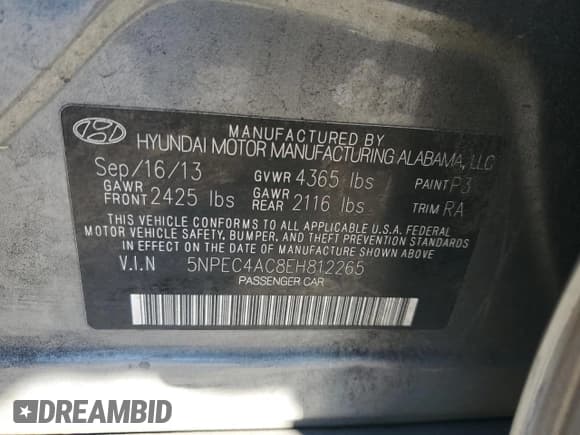 MANUFACTURED BY
HYUNDAI MOTOR MANUFACTURING ALABAMA, LLC
Sep/16/13 GVWR 4365 lbs PAINT P3
GAWR FRONT 2425 lbs GAWR REAR 2116 lbs TRIM RA
THIS VEHICLE CONFORMS TO ALL APPLICABLE U.S.A. FEDERAL
MOTOR VEHICLE SAFETY, BUMPER, AND THEFT PREVENTION STANDARDS
IN EFFECT ON THE DATE OF MANUFACTURE SHOWN ABOVE
V.I.N 5NPEC4AC8EH812265
PASSENGER CAR
DREAMBID